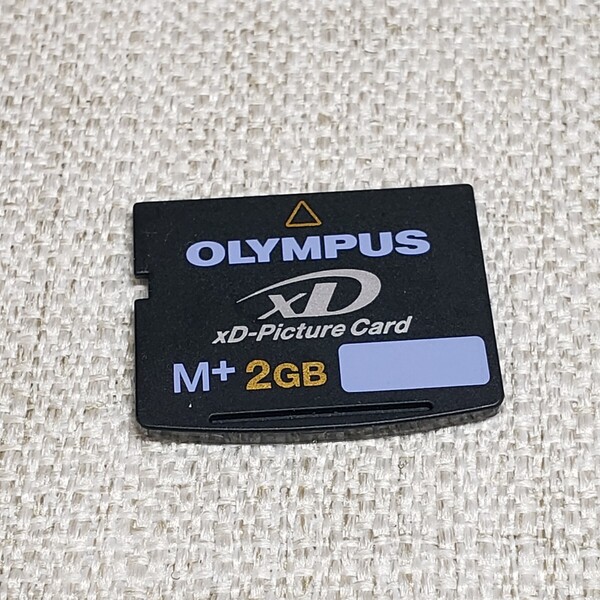 OLYMPUS
xD
xD-Picture Card
M+ 2GB